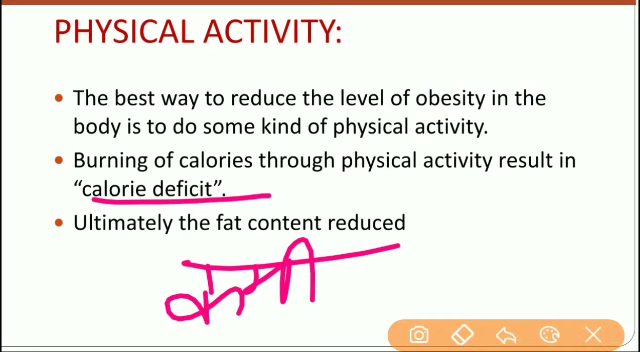 PHYSICAL ACTIVITY:
• The best way to reduce the level of obesity in the
body is to do some kind of physical activity.
• Burning of calories through physical activity result in
“calorie deficit”.
• Ultimately the fat content reduced
कमी